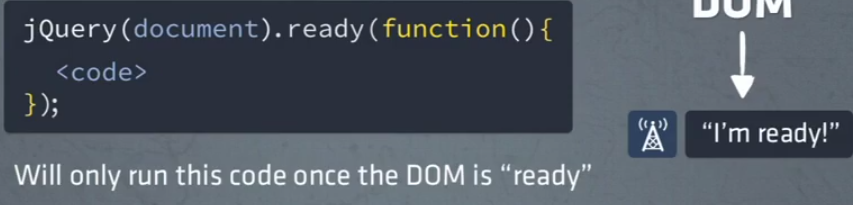 jQuery(document).ready(function(){
<code>
});
Will only run this code once the DOM is “ready”
DOM
“I’m ready!”